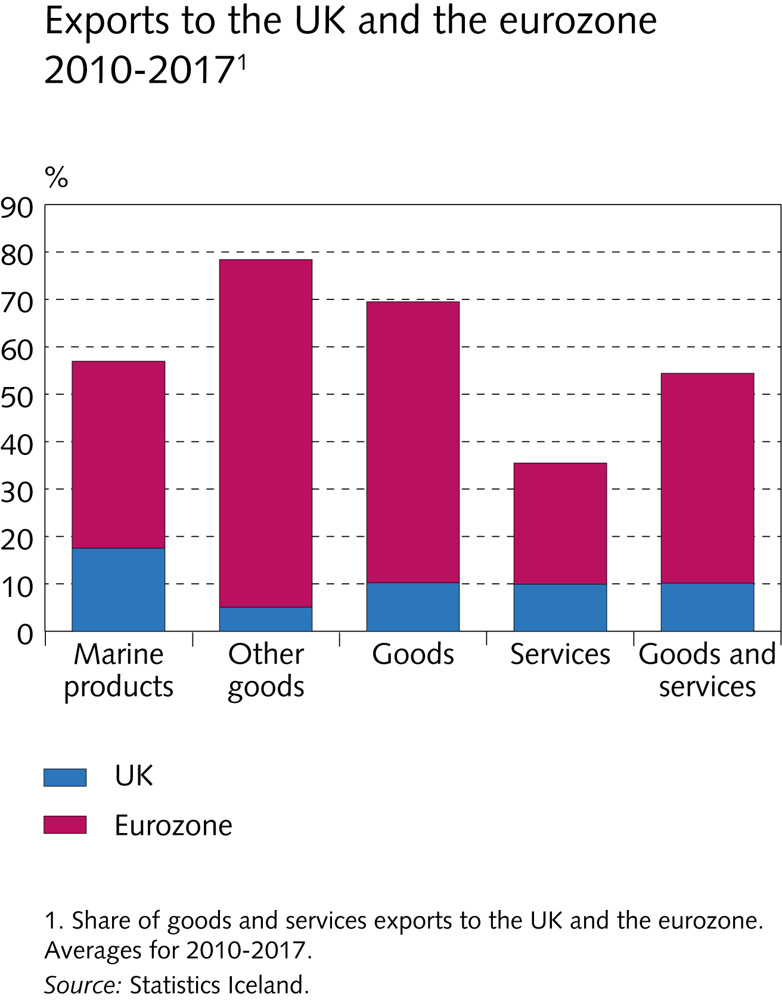 Exports to the UK and the eurozone
2010-2017¹
%
90
80
70
60
50
40
30
20
10
0
Marine
products
Other
goods
Goods
Services
Goods and
services
UK
Eurozone
1. Share of goods and services exports to the UK and the eurozone.
Averages for 2010-2017.
Source: Statistics Iceland.